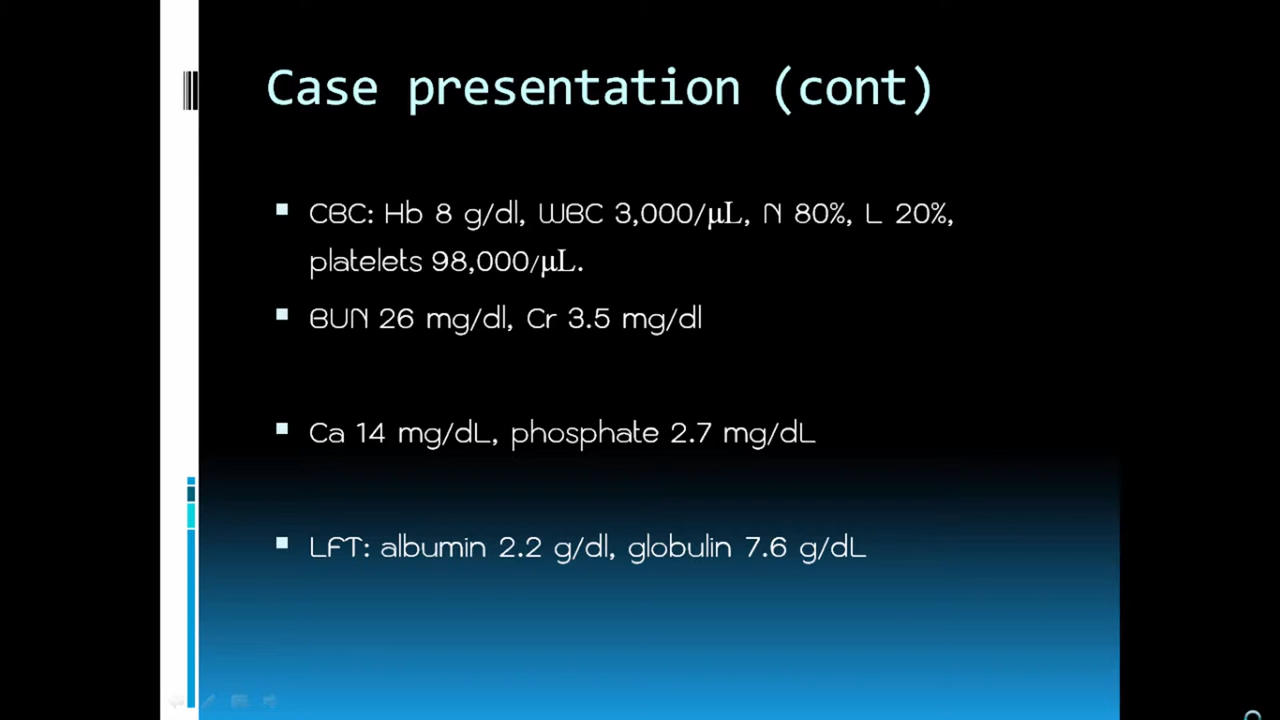 Case presentation (cont)
CBC: Hb 8 g/dl, WBC 3,000/μL, N 80%, L 20%,
platelets 98,000/μL.
BUN 26 mg/dl, Cr 3.5 mg/dl
Ca 14 mg/dL, phosphate 2.7 mg/dL
LFT: albumin 2.2 g/dl, globulin 7.6 g/dL